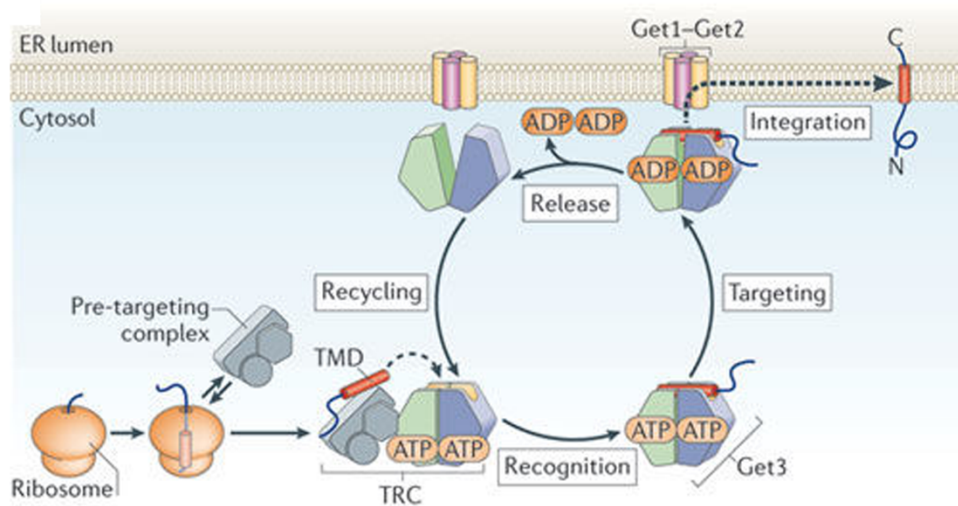 ER lumen
Get1–Get2
C
Cytosol
ADP ADP
Integration
N
ADP ADP
Release
Recycling
Targeting
Pre-targeting
complex
TMD
ATP ATP
ATP ATP
Recognition
Get3
Ribosome
TRC